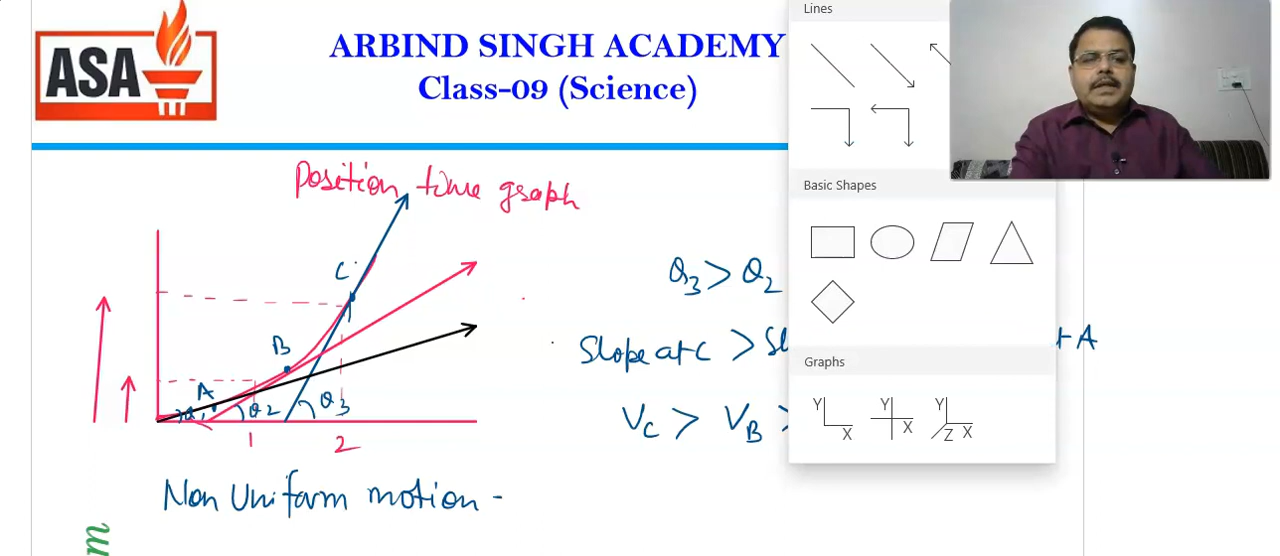 ASA
ARBIND SINGH ACADEMY
Class-09 (Science)
Lines
Basic Shapes
Graphs
Y
X
Y
X
Y
Z X
Position time graph
C
B
A
θ2
θ3
1
2
θ3 > θ2
Slope at C > Sl
t A
VC > VB >
Non Uniform motion -
m